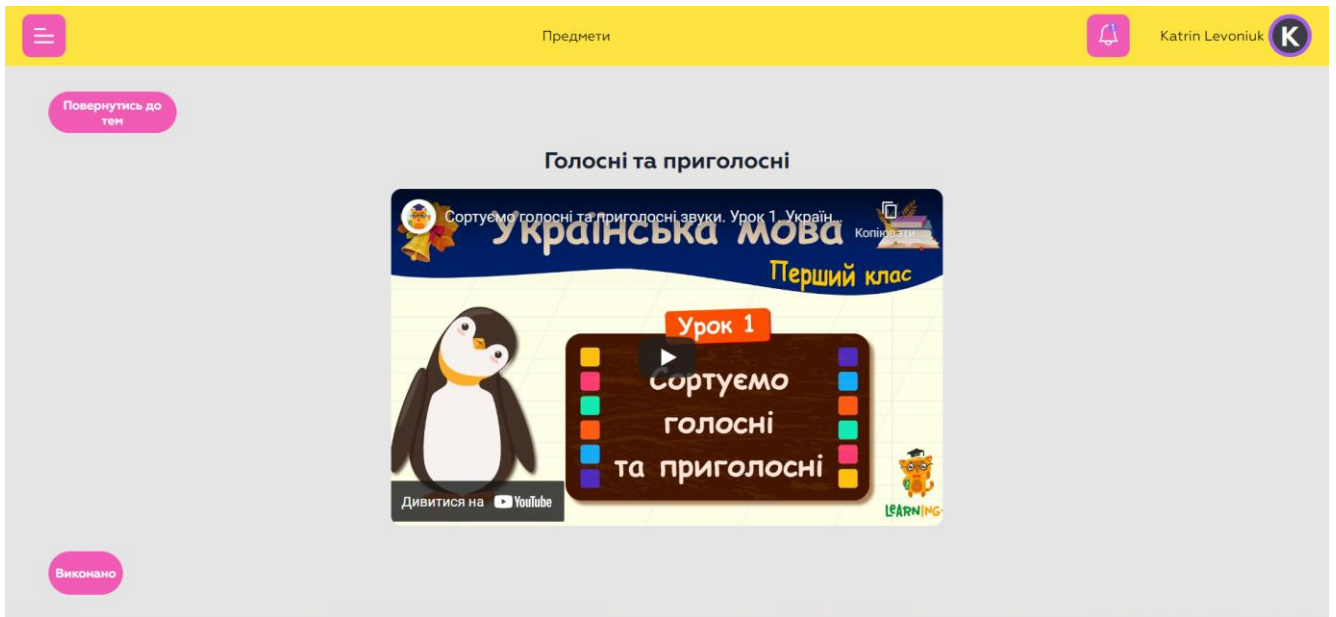 Предмети
Katrin Levoniuk K
Повернутись до
тем
Голосні та приголосні
Сортуємо голосні та приголосні звуки. Урок 1. Україн...
Українська мова
Копіювати...
Перший клас
Урок 1
Сортуємо
голосні
та приголосні
Дивитися на YouTube
LEARNING
Виконано